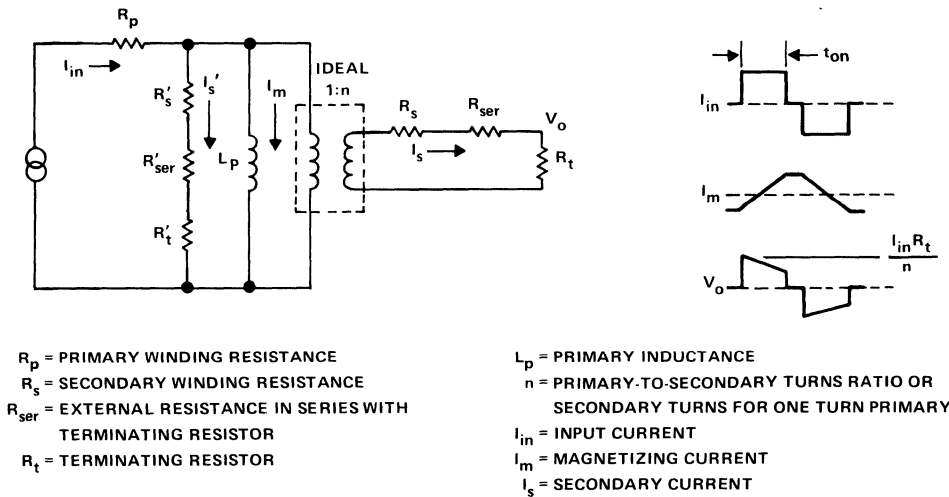 Rp
Iin
Rs'
Is'
Im
R'ser
Lp
Rt'
IDEAL
1:n
Rs
Rser
Vo
Is
Rt
ton
Iin
Im
IinRt
n
Vo
Rp = PRIMARY WINDING RESISTANCE
Rs = SECONDARY WINDING RESISTANCE
Rser = EXTERNAL RESISTANCE IN SERIES WITH
TERMINATING RESISTOR
Rt = TERMINATING RESISTOR
Lp = PRIMARY INDUCTANCE
n = PRIMARY-TO-SECONDARY TURNS RATIO OR
SECONDARY TURNS FOR ONE TURN PRIMARY
Iin = INPUT CURRENT
Im = MAGNETIZING CURRENT
Is = SECONDARY CURRENT